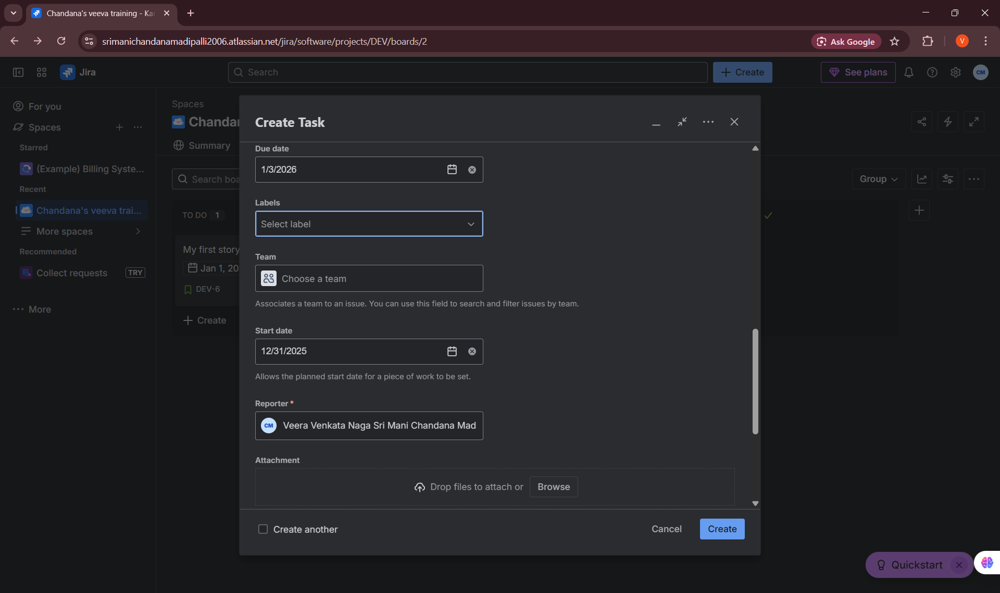 Chandana's veeva training - Kan
srimanichandanamadipalli2006.atlassian.net/jira/software/projects/DEV/boards/2
Ask Google
V
Jira
Search
Create
See plans
CM
For you
Spaces
Starred
(Example) Billing Syste...
Recent
Chandana's veeva trai...
More spaces
Recommended
Collect requests TRY
More
Spaces
Chandan
Summary
Search boa
Group
TO DO 1
My first story
Jan 1, 20
DEV-6
Create
Create Task
Due date
1/3/2026
Labels
Select label
Team
Choose a team
Associates a team to an issue. You can use this field to search and filter issues by team.
Start date
12/31/2025
Allows the planned start date for a piece of work to be set.
Reporter *
CM Veera Venkata Naga Sri Mani Chandana Mad
Attachment
Drop files to attach or Browse
Create another
Cancel
Create
Quickstart